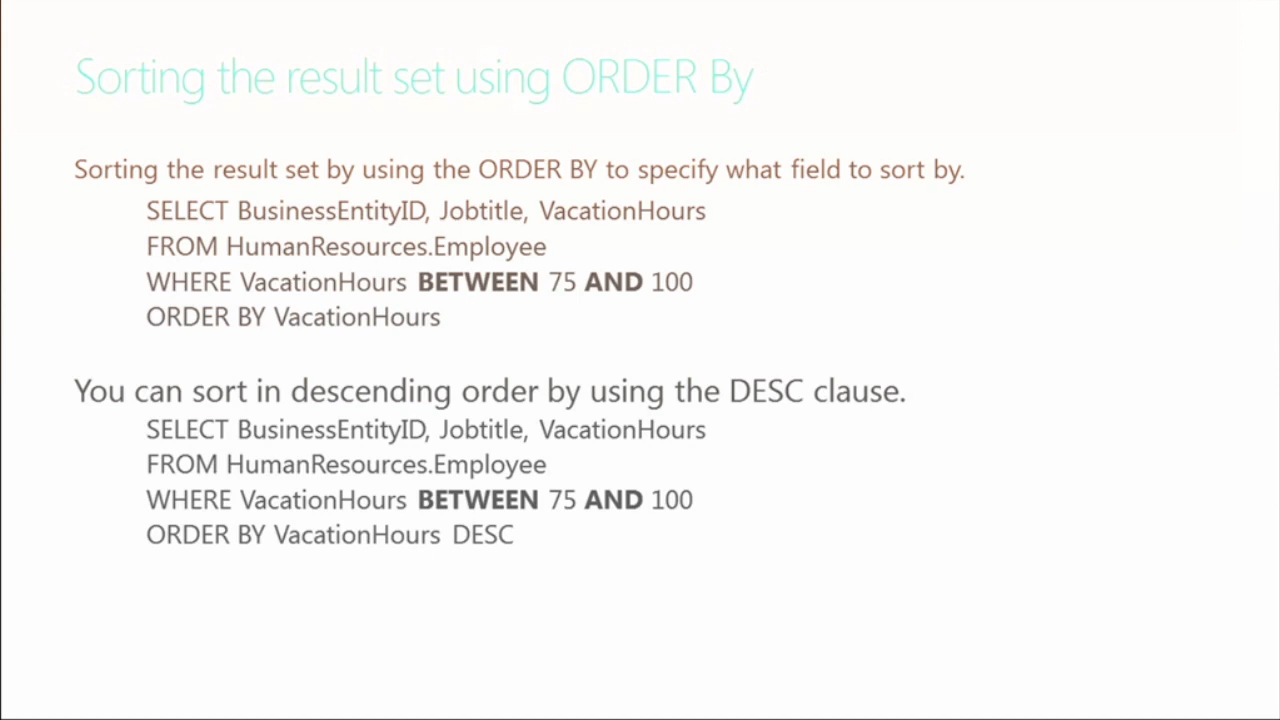 Sorting the result set using ORDER By
Sorting the result set by using the ORDER BY to specify what field to sort by.
SELECT BusinessEntityID, Jobtitle, VacationHours
FROM HumanResources.Employee
WHERE VacationHours BETWEEN 75 AND 100
ORDER BY VacationHours
You can sort in descending order by using the DESC clause.
SELECT BusinessEntityID, Jobtitle, VacationHours
FROM HumanResources.Employee
WHERE VacationHours BETWEEN 75 AND 100
ORDER BY VacationHours DESC